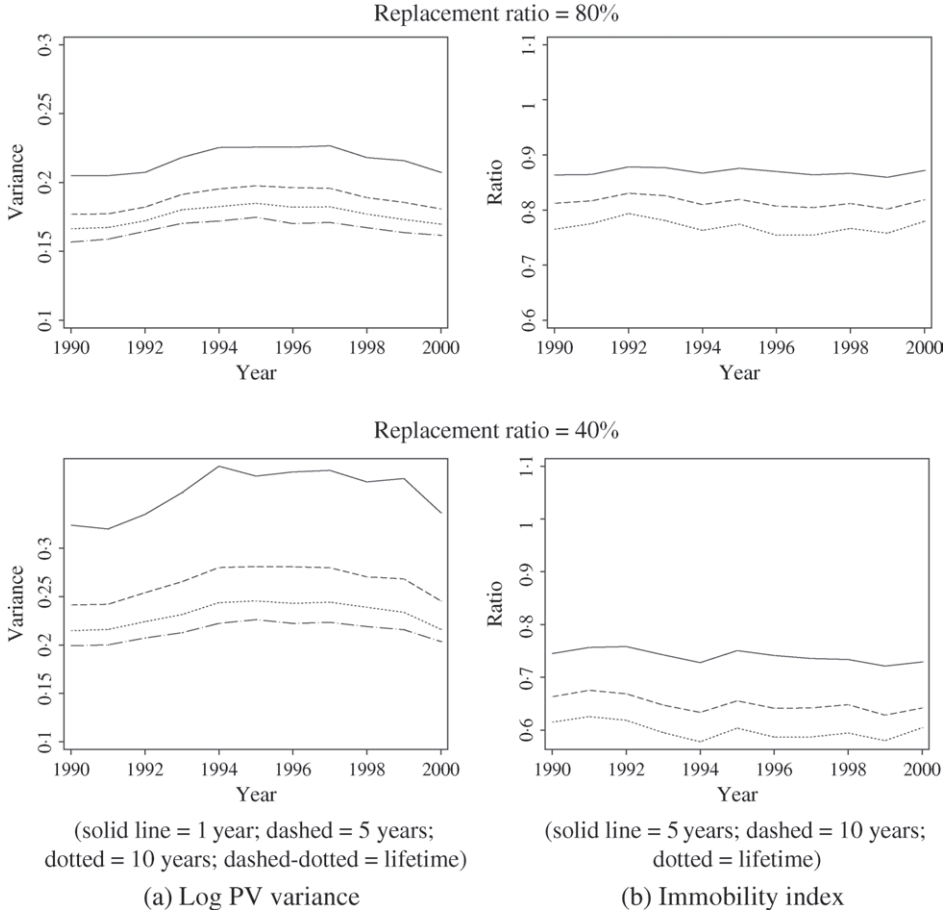 Replacement ratio = 80%
Variance
0·3
0·25
0·2
0·15
0·1
1990 1992 1994 1996 1998 2000
Year
Ratio
1·1
1
0·9
0·8
0·7
0·6
1990 1992 1994 1996 1998 2000
Year
Replacement ratio = 40%
Variance
0·3
0·25
0·2
0·15
0·1
1990 1992 1994 1996 1998 2000
Year
Ratio
1·1
1
0·9
0·8
0·7
0·6
1990 1992 1994 1996 1998 2000
Year
(solid line = 1 year; dashed = 5 years;
dotted = 10 years; dashed-dotted = lifetime)
(a) Log PV variance
(solid line = 5 years; dashed = 10 years;
dotted = lifetime)
(b) Immobility index